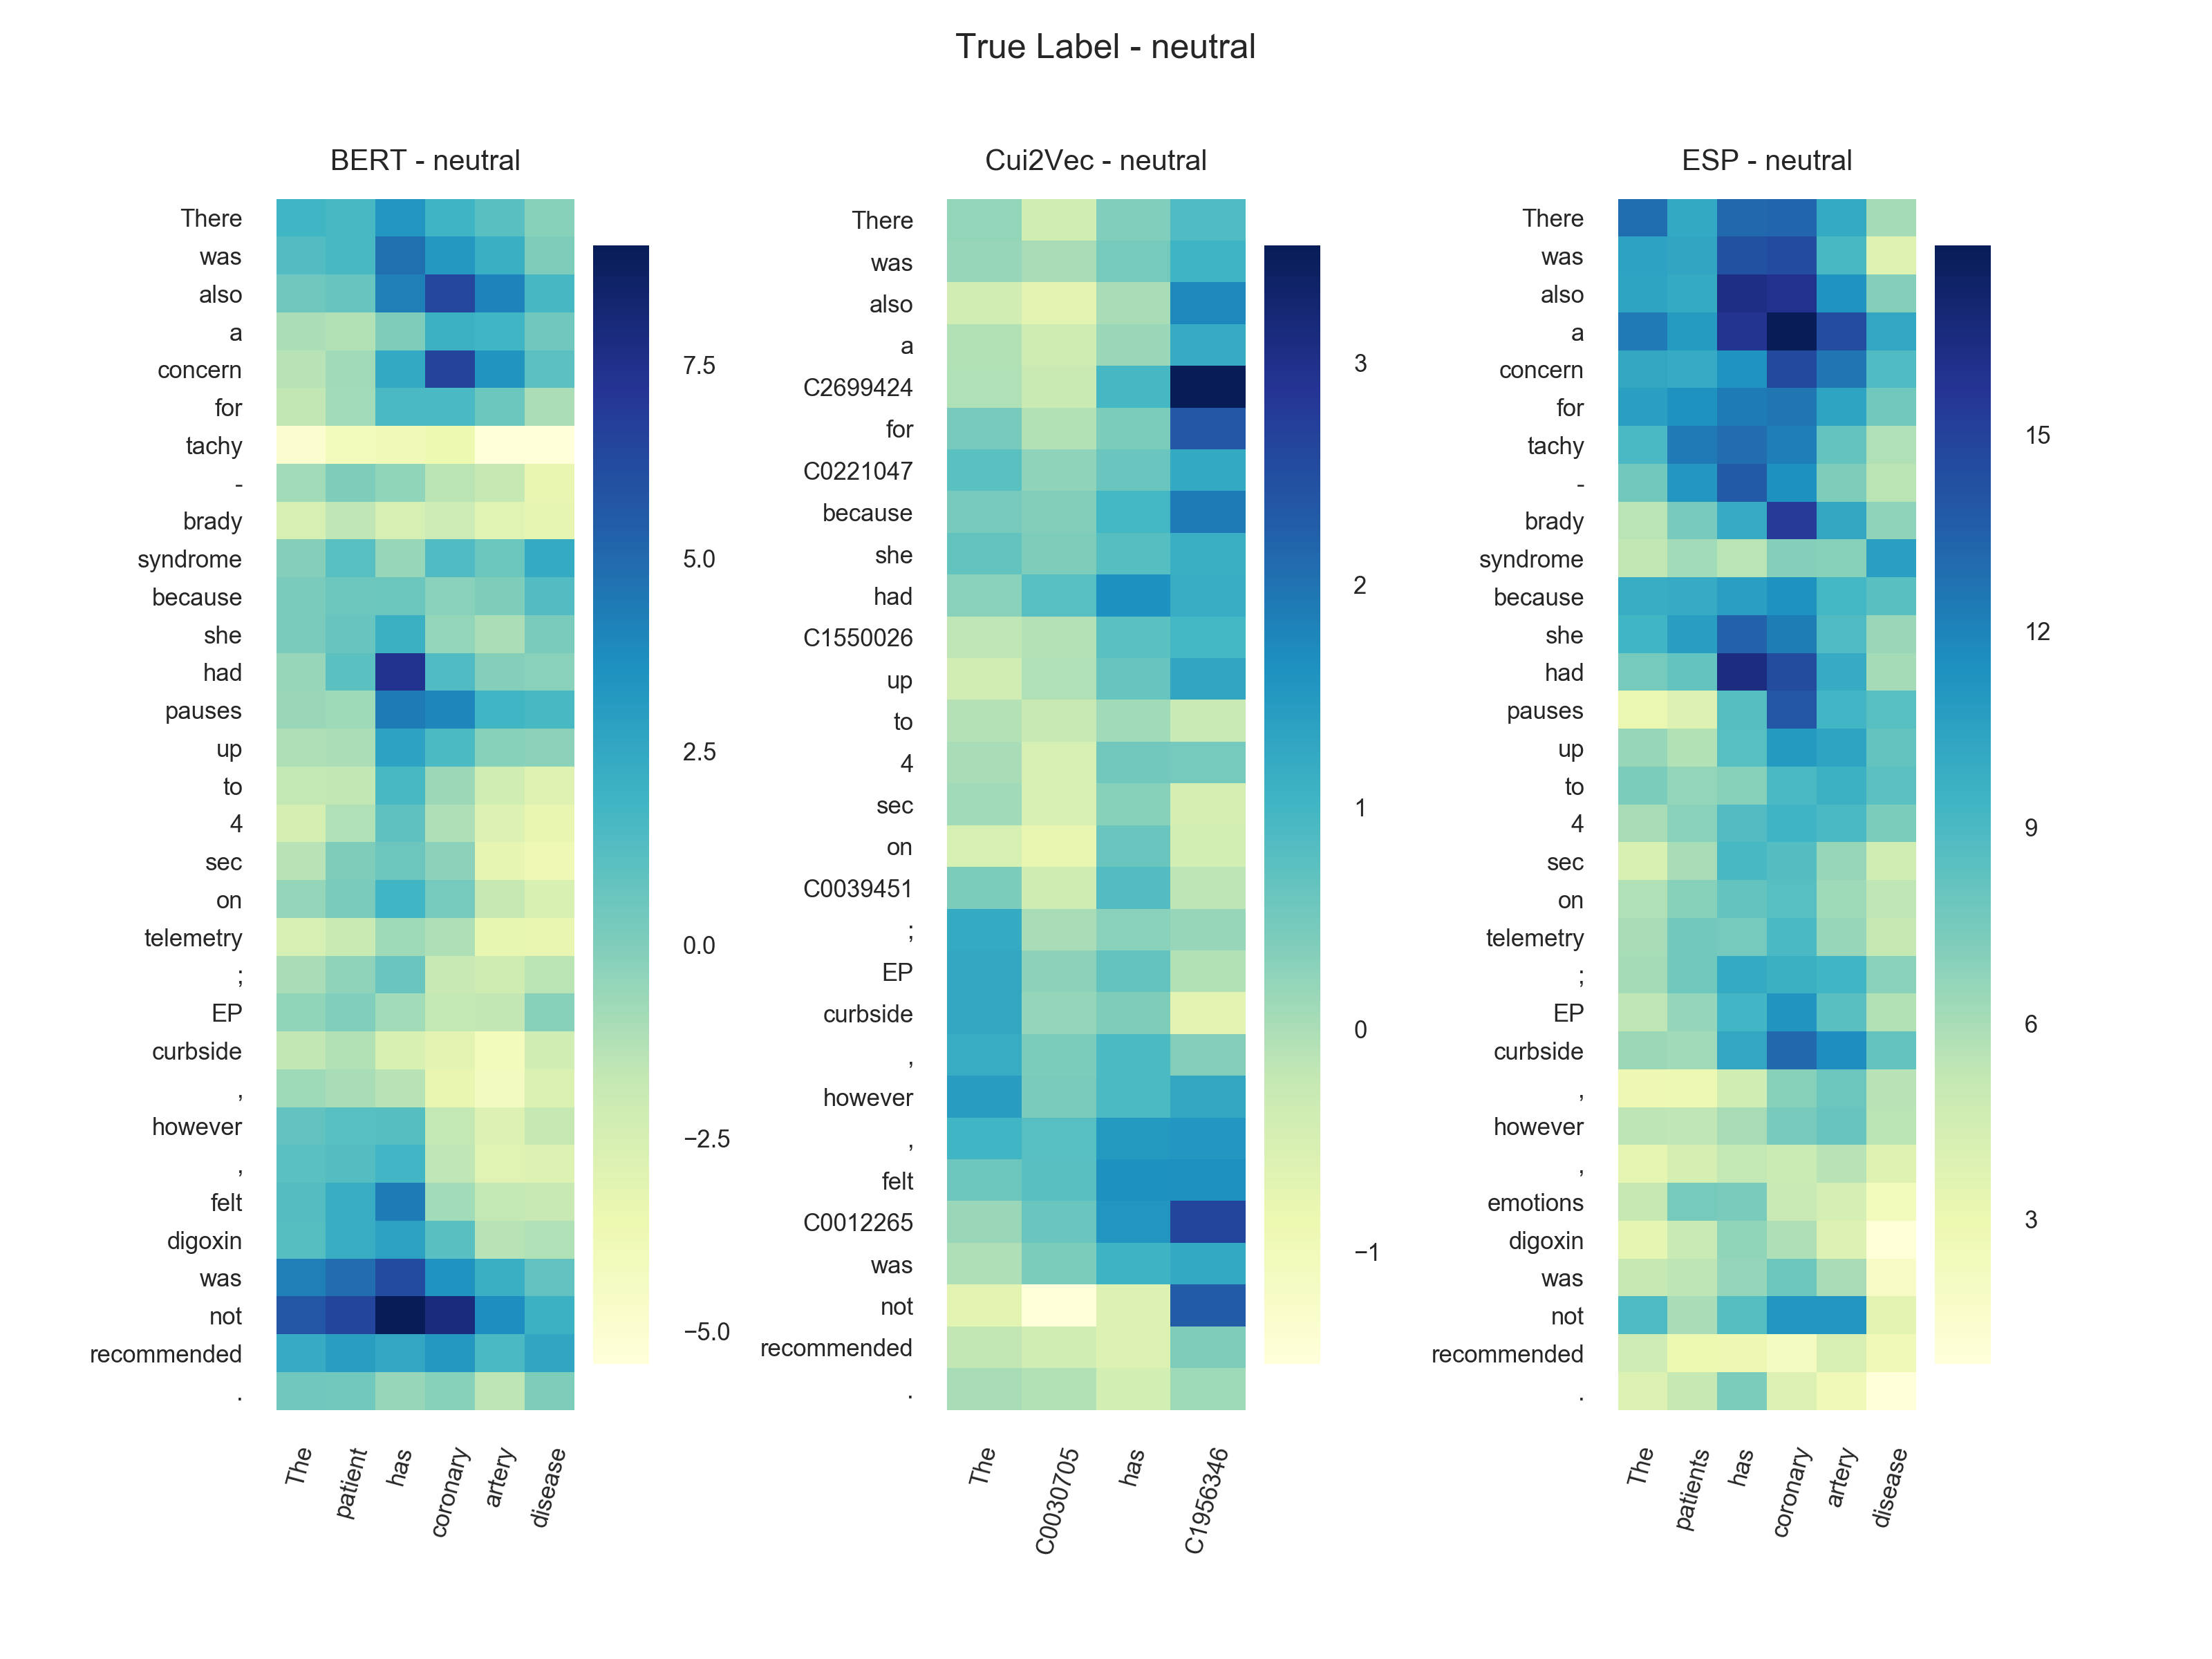 True Label - neutral
BERT - neutral
There
was
also
a
concern
for
tachy
-
brady
syndrome
because
she
had
pauses
up
to
4
sec
on
telemetry
;
EP
curbside
,
however
,
felt
digoxin
was
not
recommended
.
The
patient
has
coronary
artery
disease
7.5
5.0
2.5
0.0
−2.5
−5.0
Cui2Vec - neutral
There
was
also
a
C2699424
for
C0221047
because
she
had
C1550026
up
to
4
sec
on
C0039451
;
EP
curbside
,
however
,
felt
C0012265
was
not
recommended
.
The
C0030705
has
C1956346
3
2
1
0
−1
ESP - neutral
There
was
also
a
concern
for
tachy
-
brady
syndrome
because
she
had
pauses
up
to
4
sec
on
telemetry
;
EP
curbside
,
however
,
emotions
digoxin
was
not
recommended
.
The
patients
has
coronary
artery
disease
15
12
9
6
3